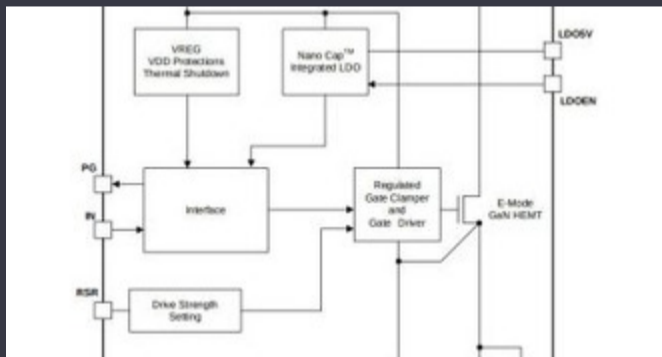 LDO5V
VREG
VDD Protections
Thermal Shutdown
Nano Cap™
Integrated LDO
LDOEN
PG
Interface
Regulated
Gate Clamper
and
Gate Driver
E-Mode
GaN HEMT
IN
RSR
Drive Strength
Setting